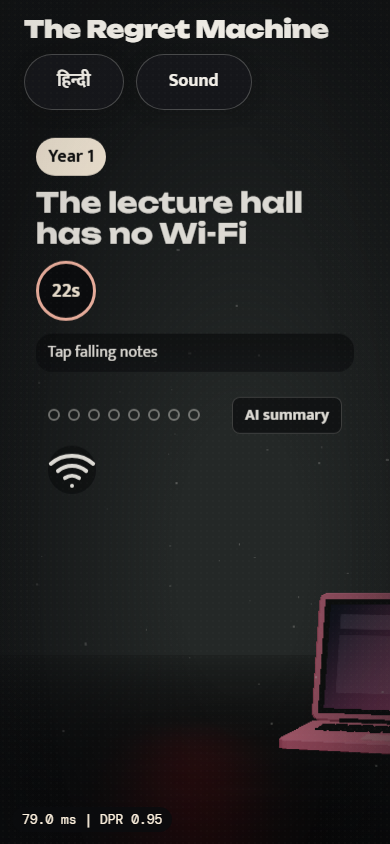 The Regret Machine
हिन्दी
Sound
Year 1
The lecture hall
has no Wi-Fi
22s
Tap falling notes
AI summary
79.0 ms | DPR 0.95